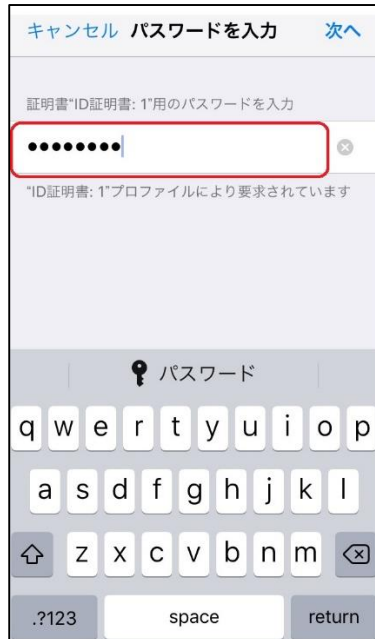 キャンセル パスワードを入力 次へ
証明書"ID証明書: 1"用のパスワードを入力
●●●●●●●●
"ID証明書: 1"プロファイルにより要求されています
パスワード
q w e r t y u i o p
a s d f g h j k l
z x c v b n m
.?123 space return